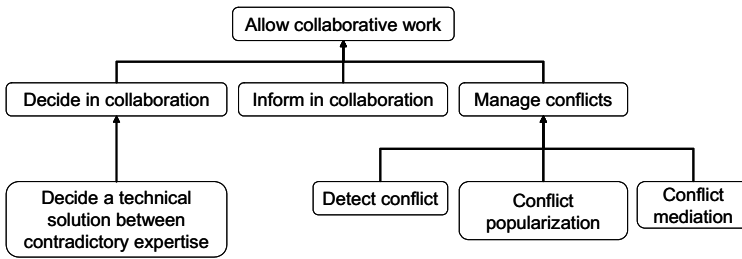 Allow collaborative work
Decide in collaboration
Inform in collaboration
Manage conflicts
Decide a technical
solution between
contradictory expertise
Detect conflict
Conflict
popularization
Conflict
mediation